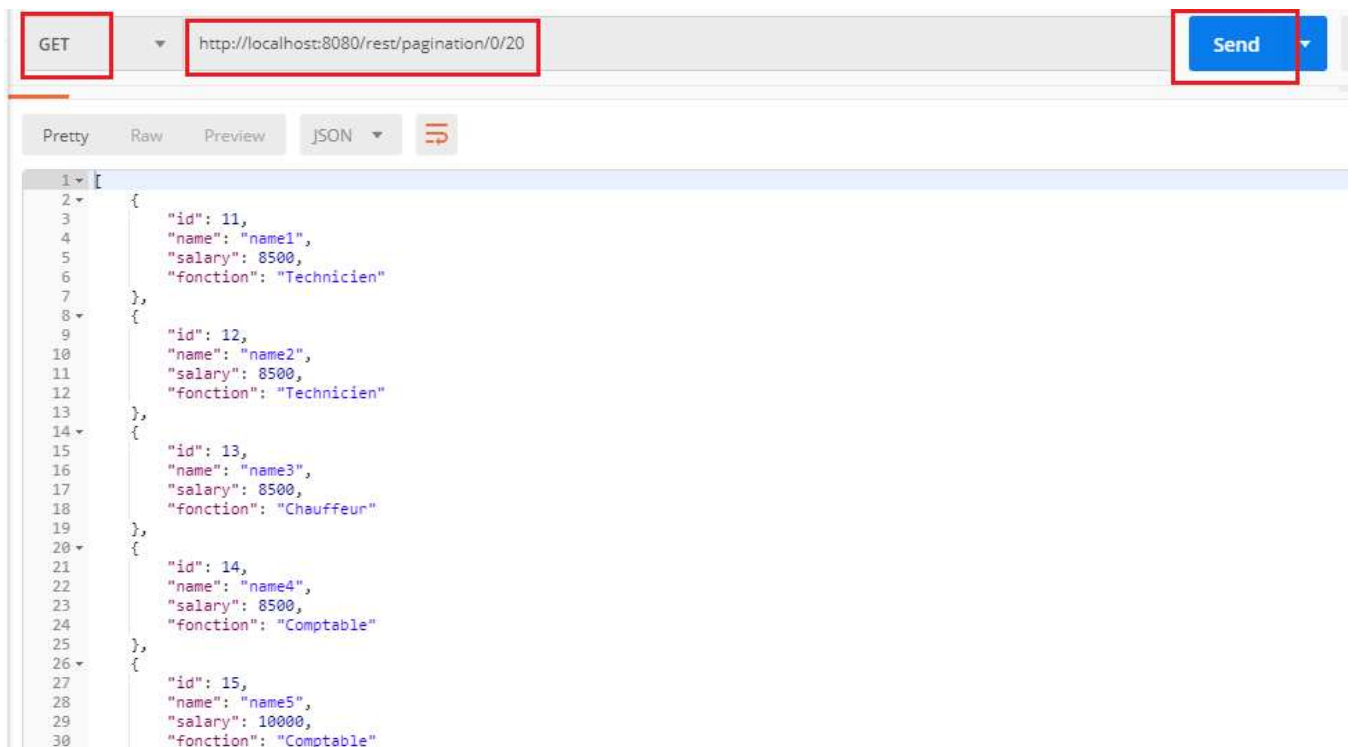 GET http://localhost:8080/rest/pagination/0/20 Send
Pretty Raw Preview JSON
1 [
2 {
3 "id": 11,
4 "name": "name1",
5 "salary": 8500,
6 "fonction": "Technicien"
7 },
8 {
9 "id": 12,
10 "name": "name2",
11 "salary": 8500,
12 "fonction": "Technicien"
13 },
14 {
15 "id": 13,
16 "name": "name3",
17 "salary": 8500,
18 "fonction": "Chauffeur"
19 },
20 {
21 "id": 14,
22 "name": "name4",
23 "salary": 8500,
24 "fonction": "Comptable"
25 },
26 {
27 "id": 15,
28 "name": "name5",
29 "salary": 10000,
30 "fonction": "Comptable"